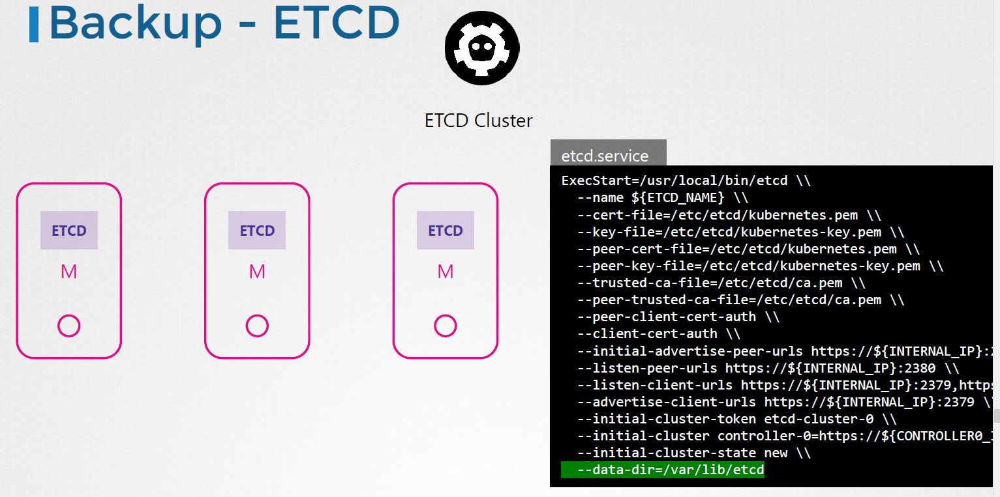 Backup - ETCD
ETCD Cluster
ETCD
M
ETCD
M
ETCD
M
etcd.service
ExecStart=/usr/local/bin/etcd \\
--name ${ETCD_NAME} \\
--cert-file=/etc/etcd/kubernetes.pem \\
--key-file=/etc/etcd/kubernetes-key.pem \\
--peer-cert-file=/etc/etcd/kubernetes.pem \\
--peer-key-file=/etc/etcd/kubernetes-key.pem \\
--trusted-ca-file=/etc/etcd/ca.pem \\
--peer-trusted-ca-file=/etc/etcd/ca.pem \\
--peer-client-cert-auth \\
--client-cert-auth \\
--initial-advertise-peer-urls https://${INTERNAL_IP}:2
--listen-peer-urls https://${INTERNAL_IP}:2380 \\
--listen-client-urls https://${INTERNAL_IP}:2379,https
--advertise-client-urls https://${INTERNAL_IP}:2379 \\
--initial-cluster-token etcd-cluster-0 \\
--initial-cluster controller-0=https://${CONTROLLER0_I
--initial-cluster-state new \\
--data-dir=/var/lib/etcd